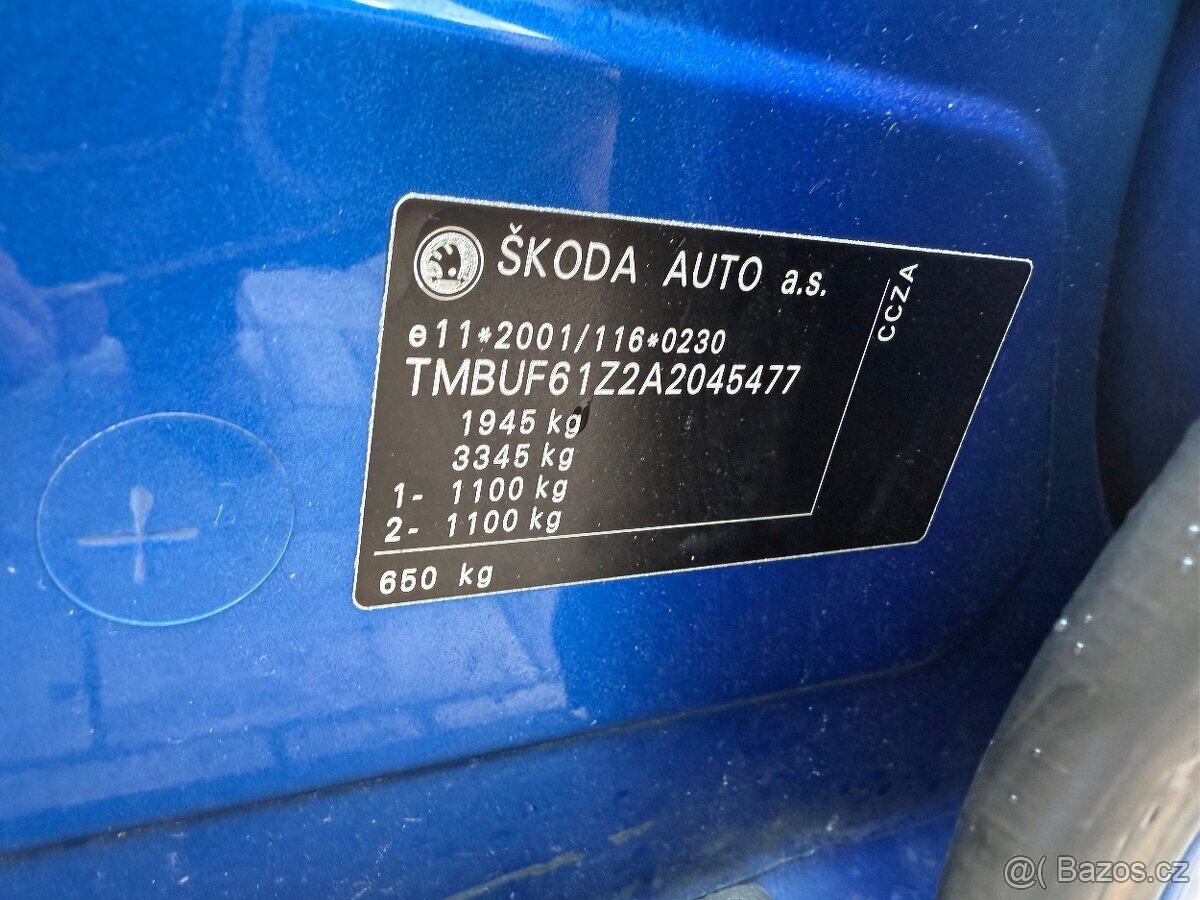 ŠKODA AUTO a.s.
CCZA
e11*2001/116*0230
TMBUF61Z2A2045477
1945 kg
3345 kg
1- 1100 kg
2- 1100 kg
650 kg
@( Bazos.cz